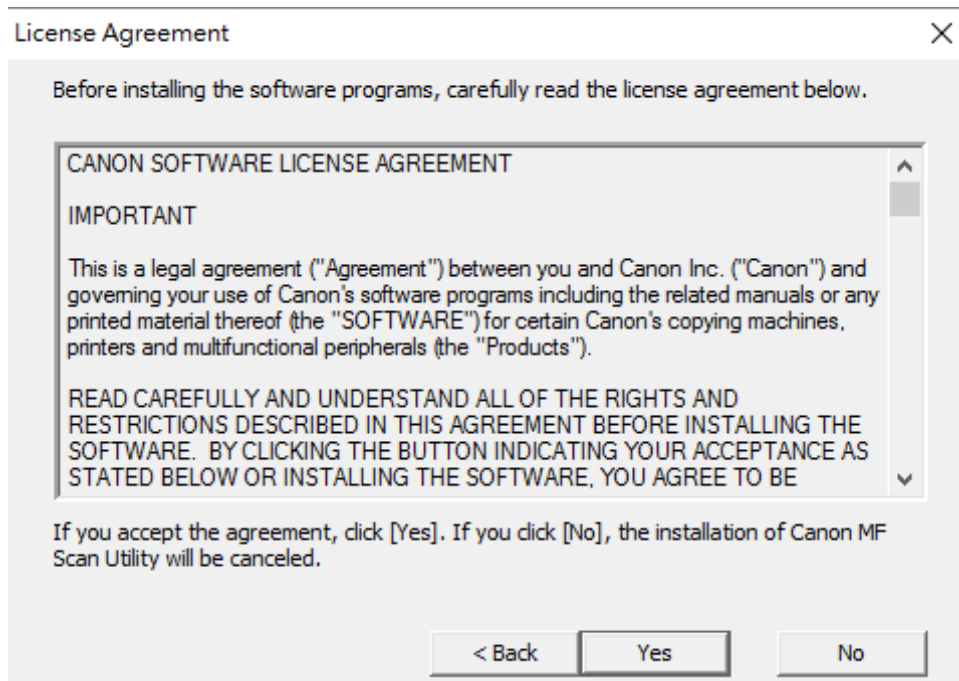 License Agreement
Before installing the software programs, carefully read the license agreement below.
CANON SOFTWARE LICENSE AGREEMENT
IMPORTANT
This is a legal agreement ("Agreement") between you and Canon Inc. ("Canon") and
governing your use of Canon's software programs including the related manuals or any
printed material thereof (the "SOFTWARE") for certain Canon's copying machines,
printers and multifunctional peripherals (the "Products").
READ CAREFULLY AND UNDERSTAND ALL OF THE RIGHTS AND
RESTRICTIONS DESCRIBED IN THIS AGREEMENT BEFORE INSTALLING THE
SOFTWARE.  BY CLICKING THE BUTTON INDICATING YOUR ACCEPTANCE AS
STATED BELOW OR INSTALLING THE SOFTWARE, YOU AGREE TO BE
If you accept the agreement, click [Yes]. If you click [No], the installation of Canon MF
Scan Utility will be canceled.
< Back
Yes
No